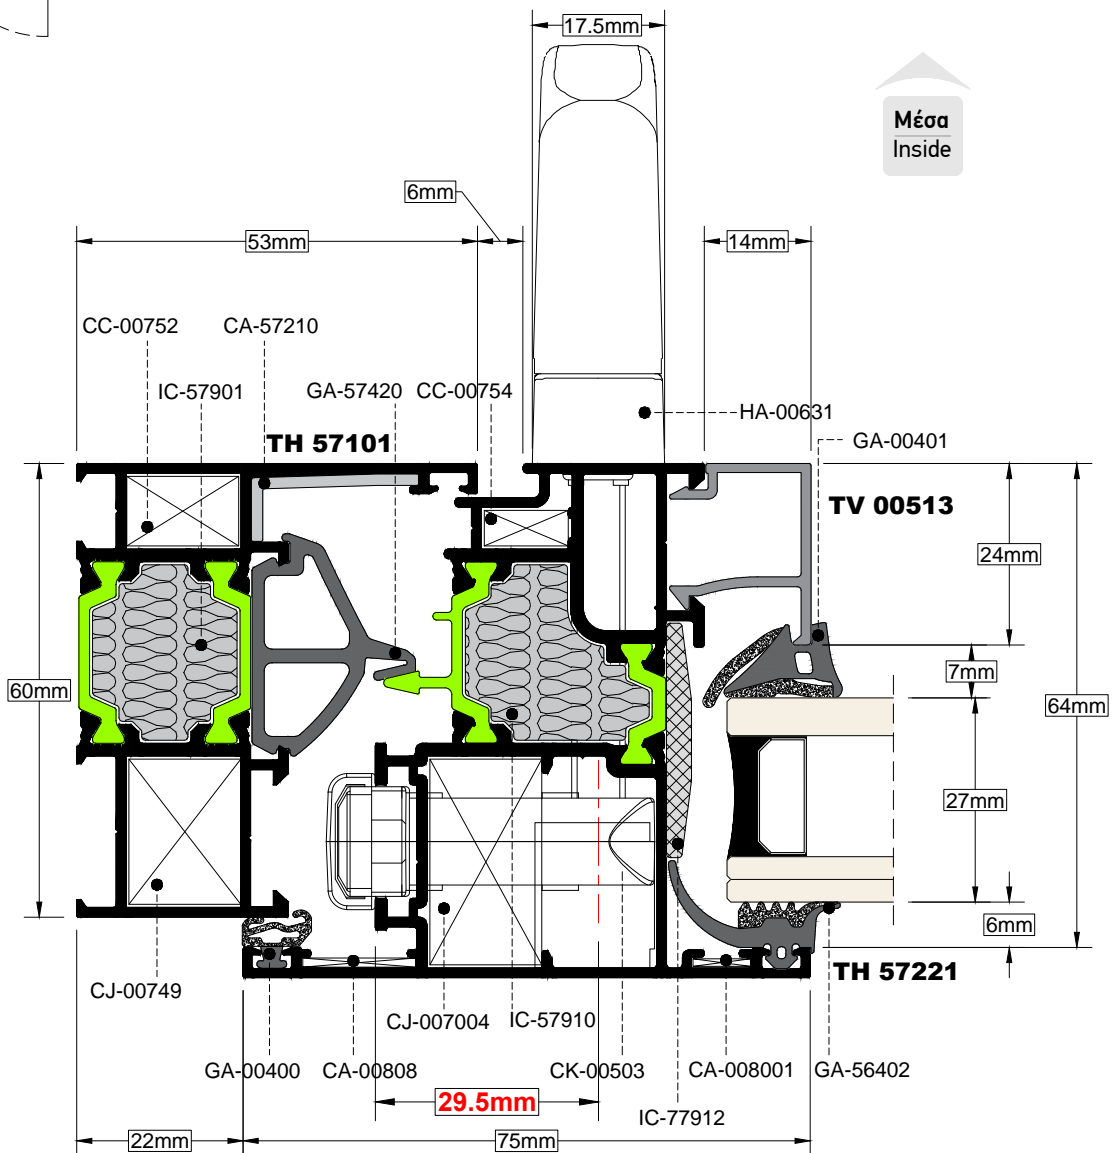 17.5mm
Μέσα
Inside
6mm
53mm
14mm
CC-00752
CA-57210
IC-57901
GA-57420
CC-00754
HA-00631
GA-00401
TH 57101
TV 00513
24mm
7mm
60mm
64mm
27mm
6mm
TH 57221
CJ-00749
CJ-007004
IC-57910
GA-00400
CA-00808
CK-00503
CA-008001
GA-56402
29.5mm
IC-77912
22mm
75mm